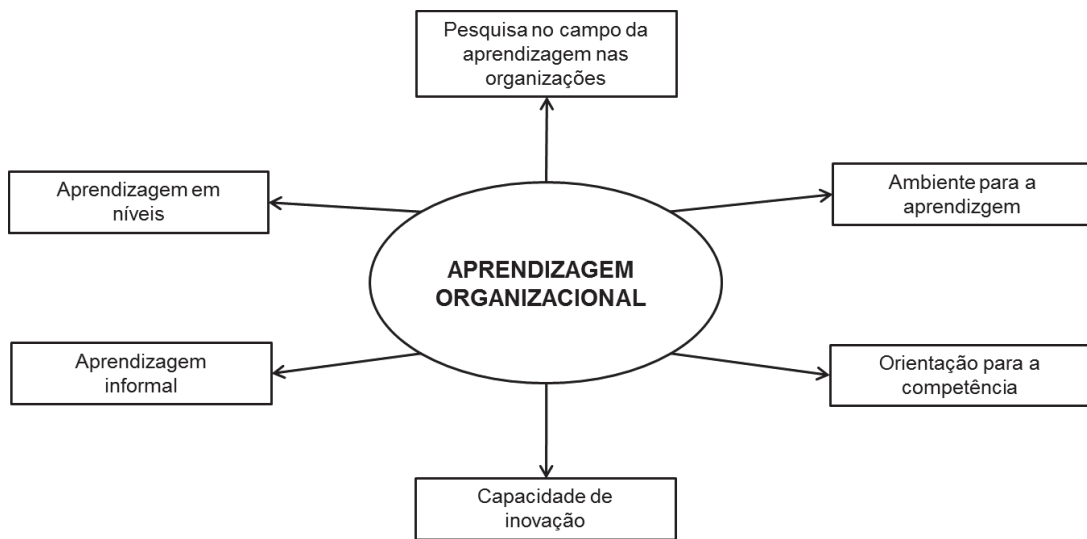 Pesquisa no campo da
aprendizagem nas
organizações
Aprendizagem em
níveis
Ambiente para a
aprendizgem
APRENDIZAGEM
ORGANIZACIONAL
Aprendizagem
informal
Orientação para a
competência
Capacidade de
inovação